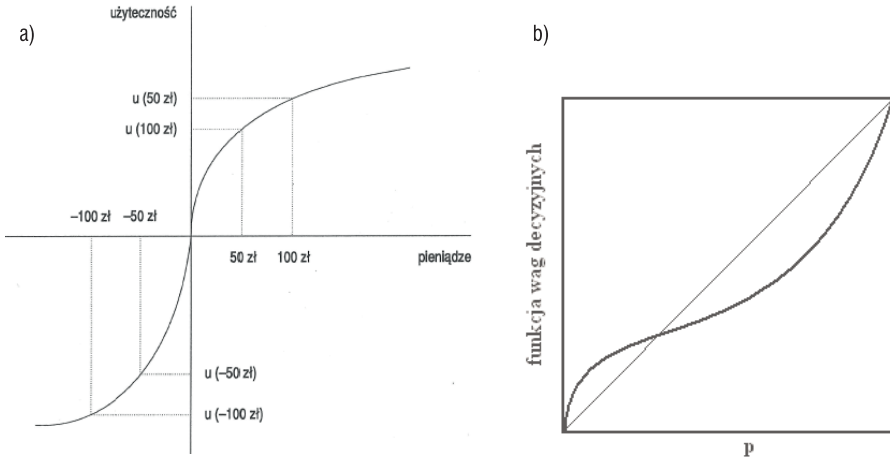 a)
użyteczność
u (50 zł)
u (100 zł)
–100 zł
–50 zł
50 zł
100 zł
pieniądze
u (–50 zł)
u (–100 zł)
b)
funkcja wag decyzyjnych
p